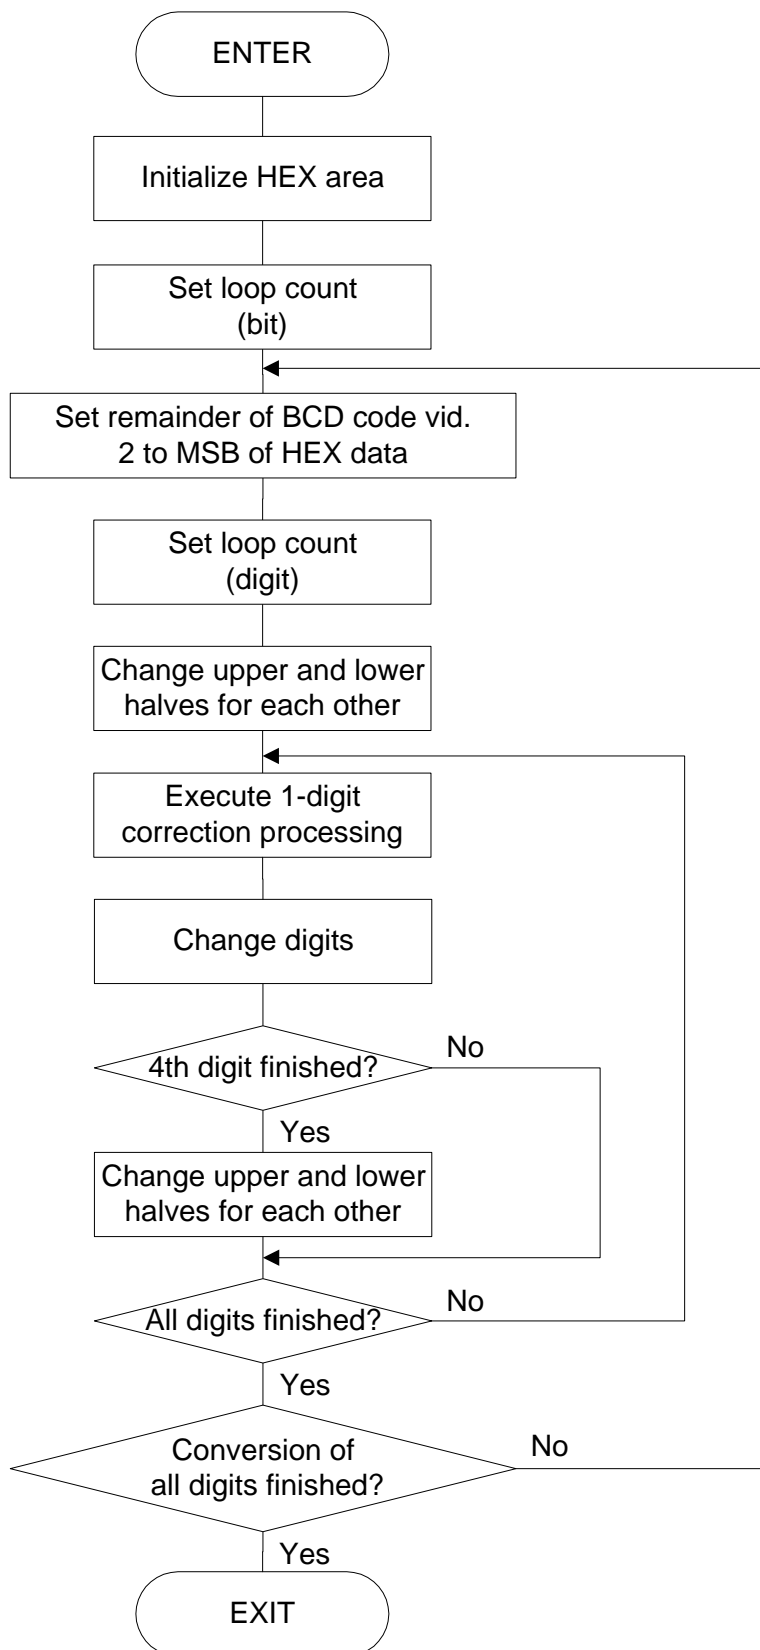 ENTER
Initialize HEX area
Set loop count
(bit)
Set remainder of BCD code vid.
2 to MSB of HEX data
Set loop count
(digit)
Change upper and lower
halves for each other
Execute 1-digit
correction processing
Change digits
4th digit finished?
No
Yes
Change upper and lower
halves for each other
All digits finished?
No
Yes
Conversion of
all digits finished?
No
Yes
EXIT